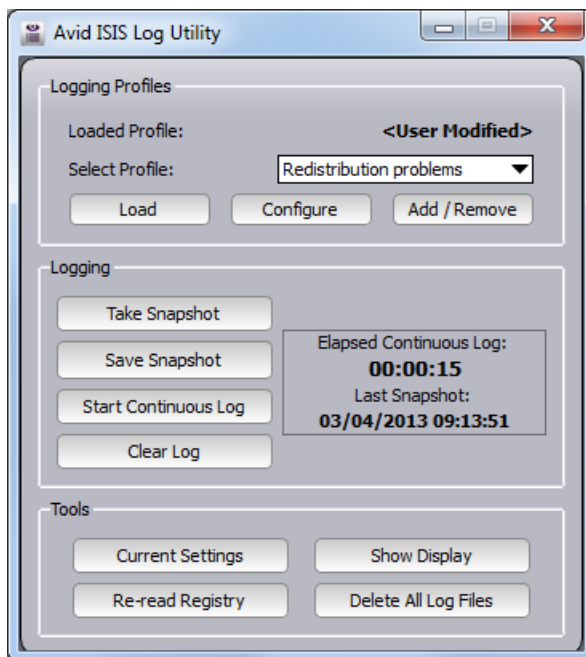 Avid ISIS Log Utility
Logging Profiles
Loaded Profile: <User Modified>
Select Profile: Redistribution problems
Load Configure Add / Remove
Logging
Take Snapshot
Save Snapshot
Start Continuous Log
Clear Log
Elapsed Continuous Log:
00:00:15
Last Snapshot:
03/04/2013 09:13:51
Tools
Current Settings Show Display
Re-read Registry Delete All Log Files